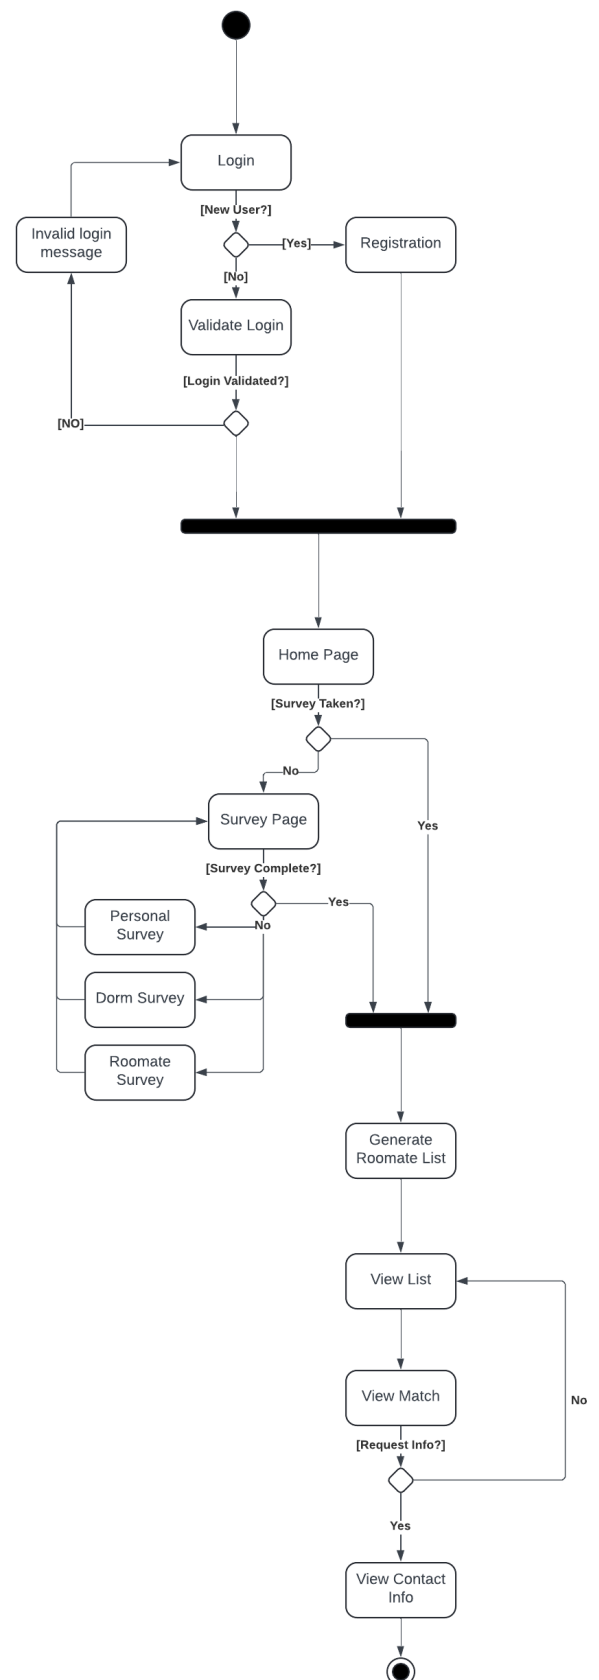 Login
[New User?]
Invalid login
message
[Yes]
Registration
[No]
Validate Login
[Login Validated?]
[NO]
Home Page
[Survey Taken?]
No
Survey Page
Yes
[Survey Complete?]
Yes
Personal
Survey
No
Dorm Survey
Roomate
Survey
Generate
Roomate List
View List
View Match
No
[Request Info?]
Yes
View Contact
Info